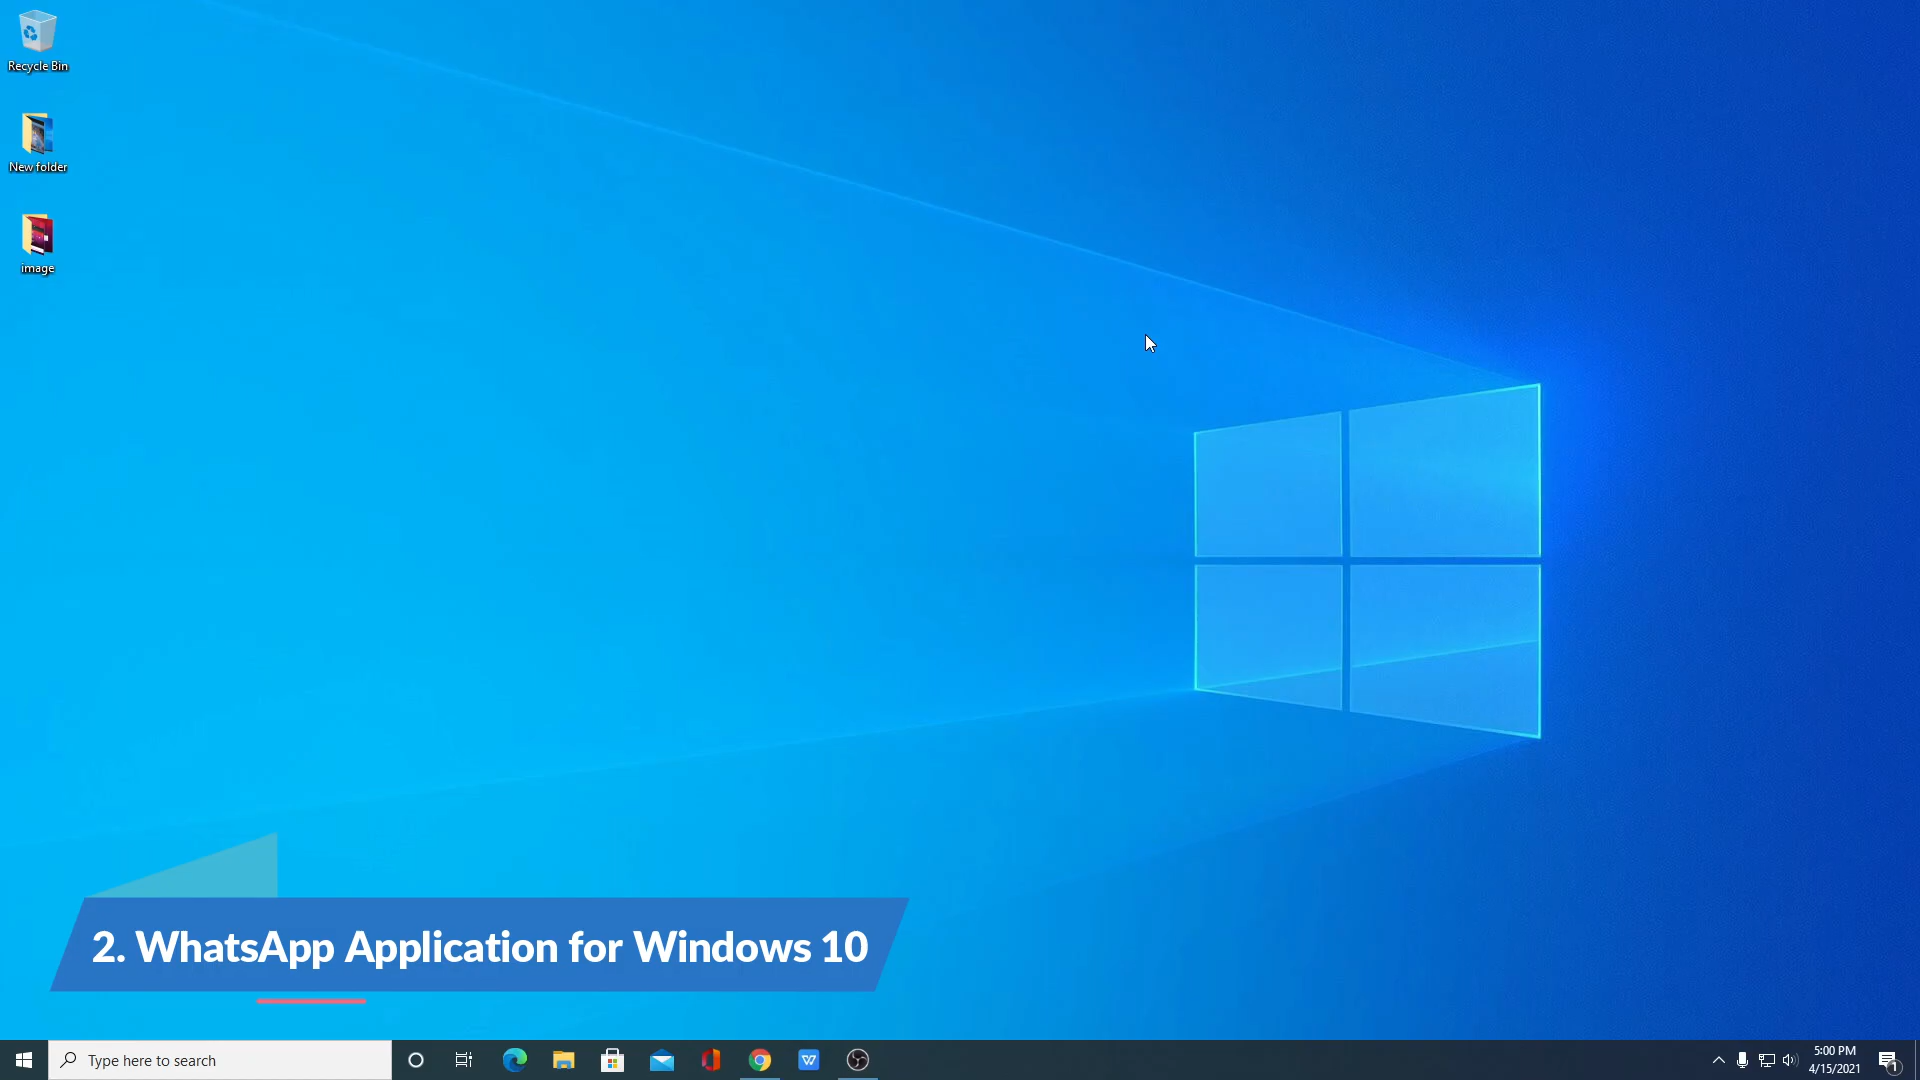 Recycle Bin
New folder
image
2. WhatsApp Application for Windows 10
Type here to search
W
5:00 PM
4/15/2021
1